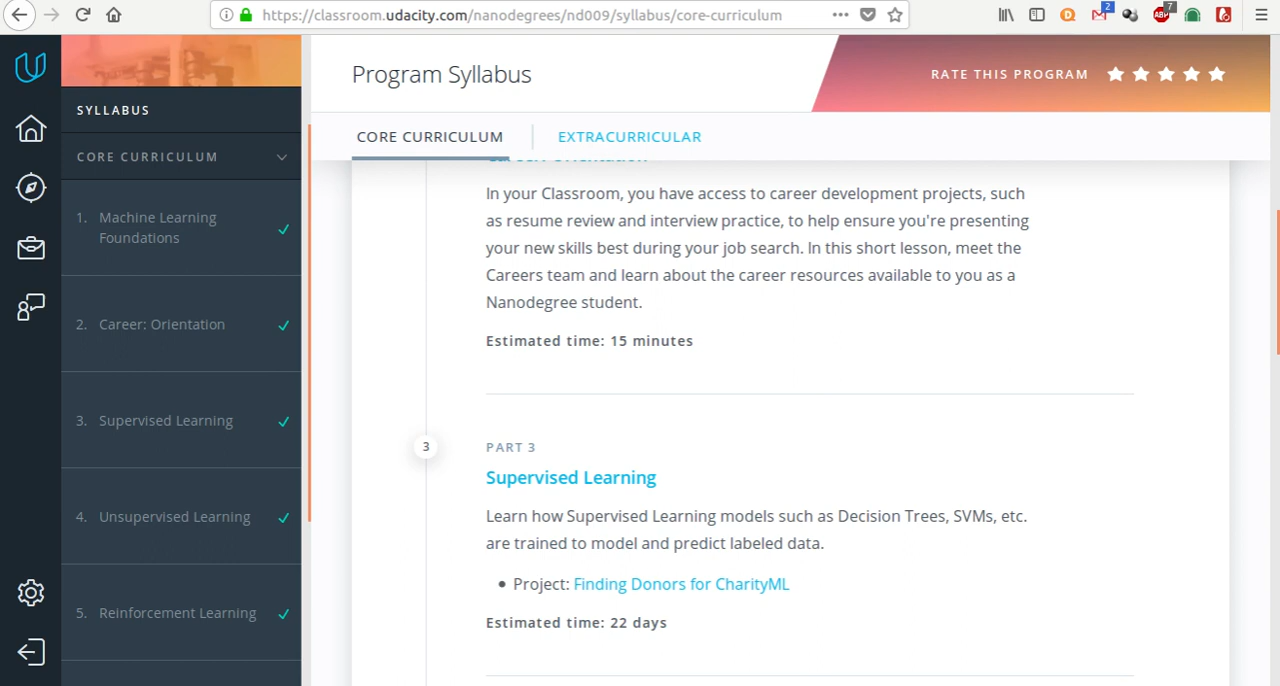 https://classroom.udacity.com/nanodegrees/nd009/syllabus/core-curriculum
2
ABP
7
SYLLABUS
CORE CURRICULUM
1. Machine Learning
Foundations
2. Career: Orientation
3. Supervised Learning
4. Unsupervised Learning
5. Reinforcement Learning
Program Syllabus
RATE THIS PROGRAM
CORE CURRICULUM
EXTRACURRICULAR
Career: Orientation
In your Classroom, you have access to career development projects, such
as resume review and interview practice, to help ensure you're presenting
your new skills best during your job search. In this short lesson, meet the
Careers team and learn about the career resources available to you as a
Nanodegree student.
Estimated time: 15 minutes
3
PART 3
Supervised Learning
Learn how Supervised Learning models such as Decision Trees, SVMs, etc.
are trained to model and predict labeled data.
• Project: Finding Donors for CharityML
Estimated time: 22 days